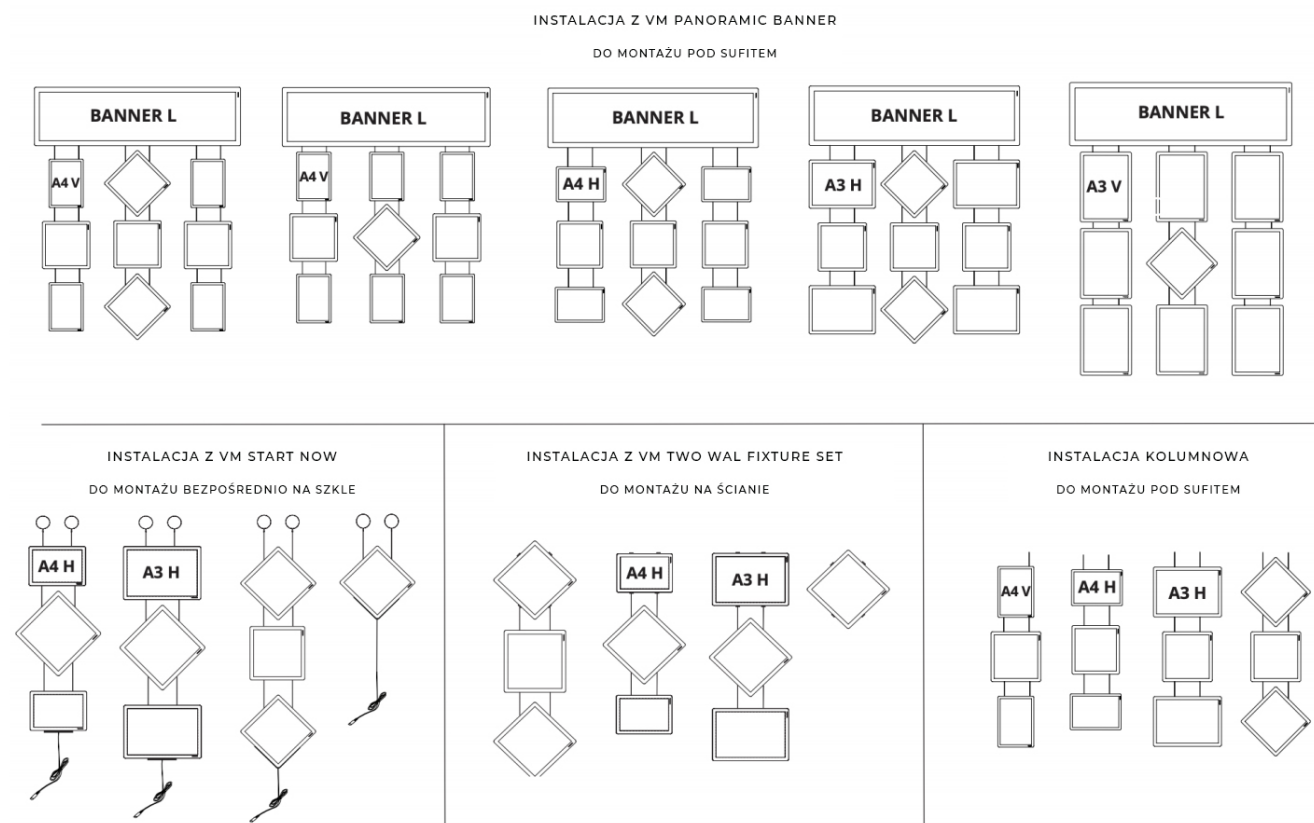 INSTALACJA Z VM PANORAMIC BANNER
DO MONTAŻU POD SUFITEM
BANNER L
BANNER L
BANNER L
BANNER L
BANNER L
A4 V
A4 V
A4 H
A3 H
A3 V
INSTALACJA Z VM START NOW
DO MONTAŻU BEZPOŚREDNIO NA SZKLE
A4 H
A3 H
INSTALACJA Z VM TWO WAL FIXTURE SET
DO MONTAŻU NA ŚCIANIE
A4 H
A3 H
INSTALACJA KOLUMNOWA
DO MONTAŻU POD SUFITEM
A4 V
A4 H
A3 H